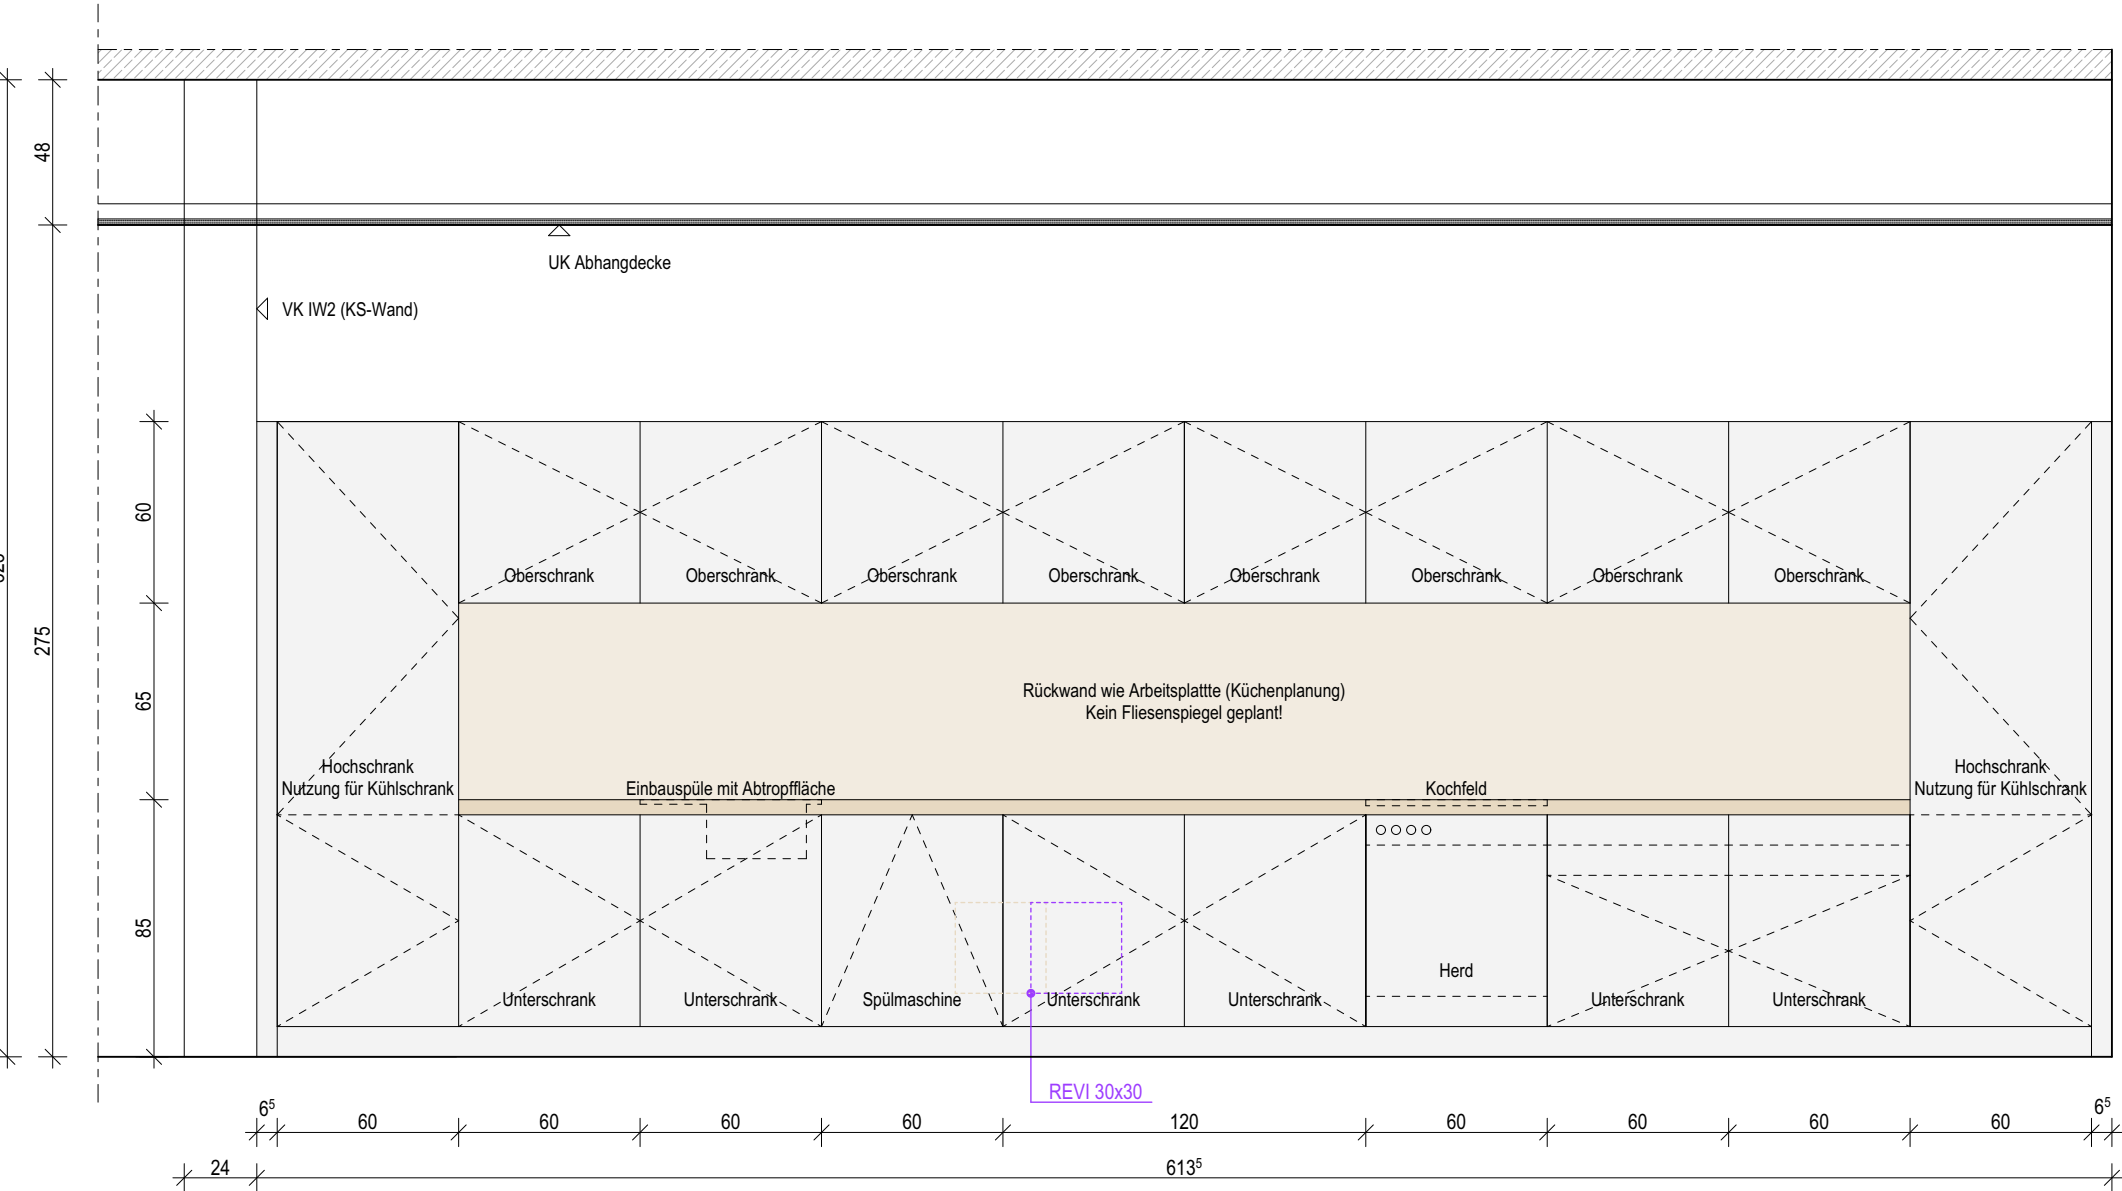 48
UK Abhangdecke
VK IW2 (KS-Wand)
60
Oberschrank
Oberschrank
Oberschrank
Oberschrank
Oberschrank
Oberschrank
Oberschrank
Oberschrank
275
65
Rückwand wie Arbeitsplattte (Küchenplanung)
Kein Fliesenspiegel geplant!
Hochschrank
Nutzung für Kühlschrank
Einbauspüle mit Abtropffläche
Kochfeld
Hochschrank
Nutzung für Kühlschrank
85
Herd
Unterschrank
Unterschrank
Spülmaschine
Unterschrank
Unterschrank
Unterschrank
Unterschrank
REVI 30x30
6⁵
60
60
60
60
120
60
60
60
60
6⁵
24
613⁵